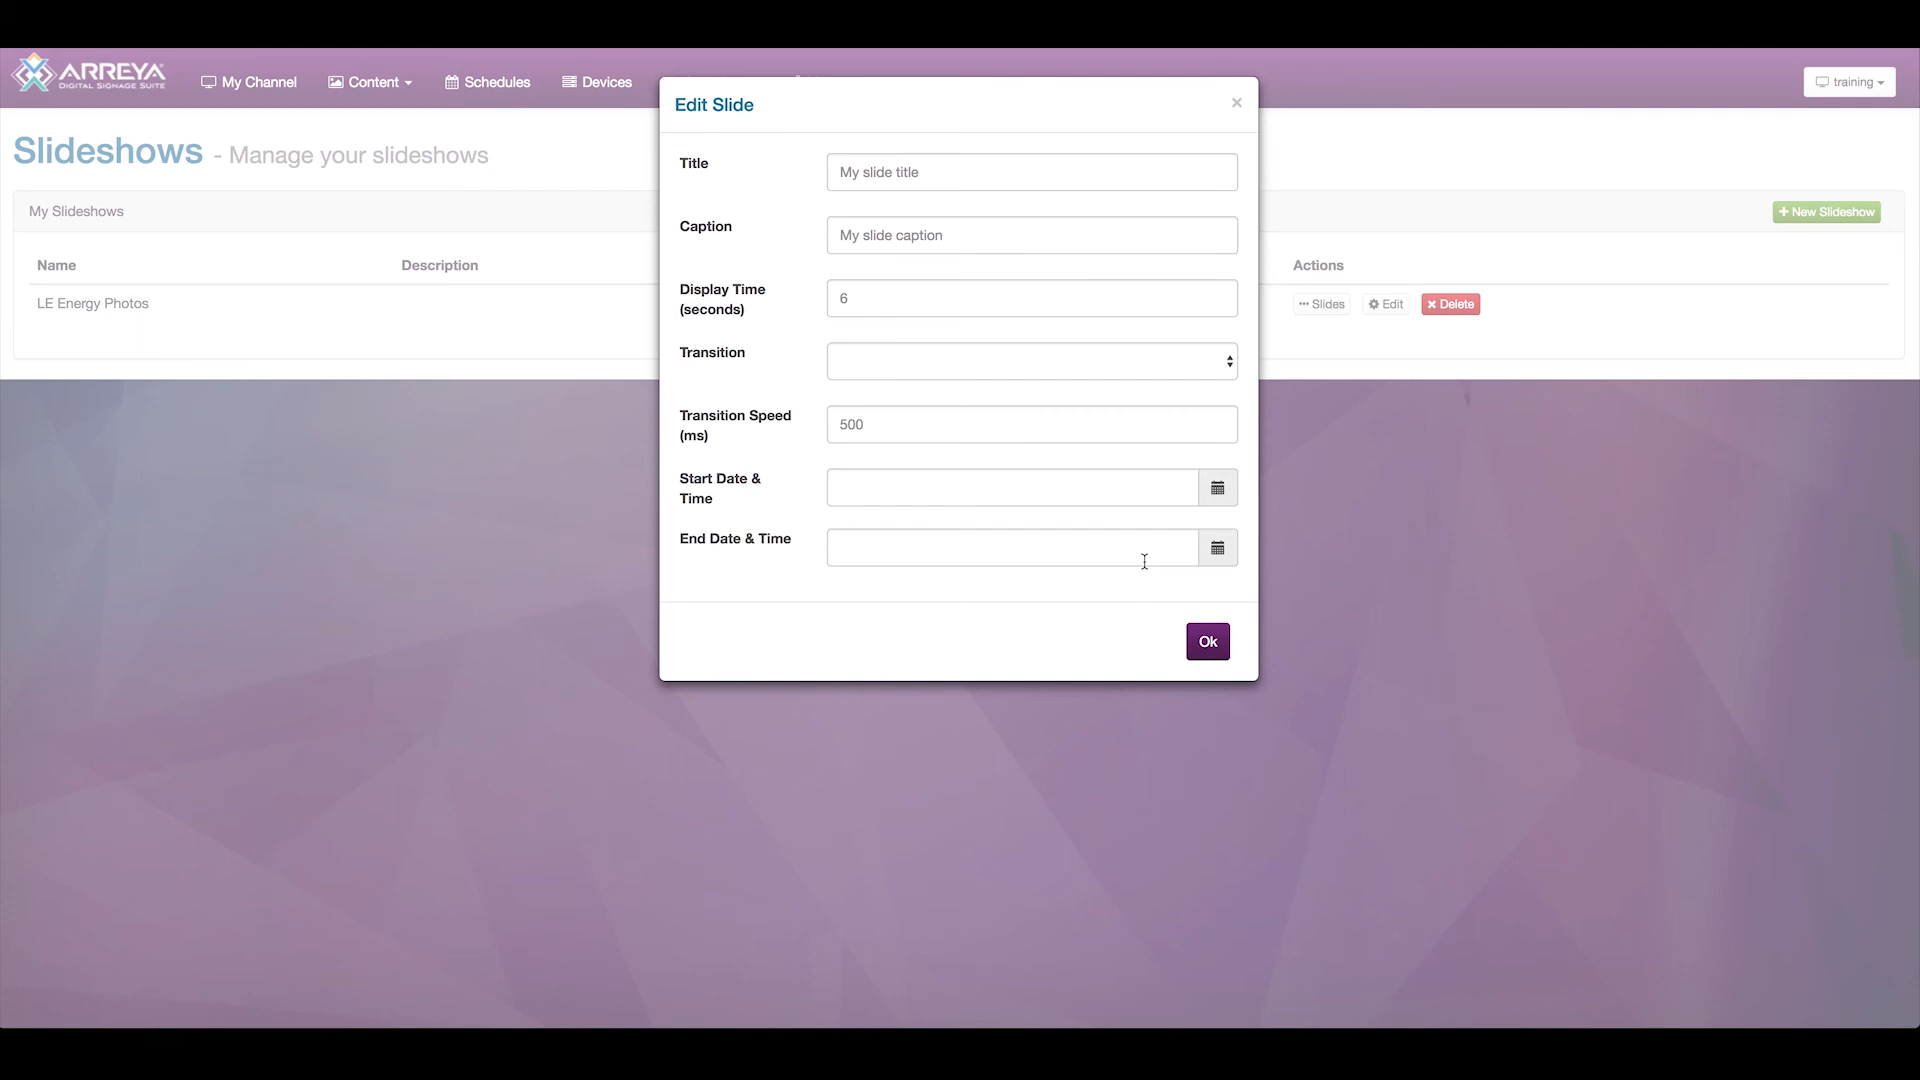 ARREYA
DIGITAL SIGNAGE SUITE
My Channel
Content
Schedules
Devices
training
Slideshows - Manage your slideshows
My Slideshows
+ New Slideshow
Name
Description
Actions
LE Energy Photos
Slides
Edit
Delete
Edit Slide
×
Title
My slide title
Caption
My slide caption
Display Time
(seconds)
6
Transition
Transition Speed
(ms)
500
Start Date &
Time
End Date & Time
Ok